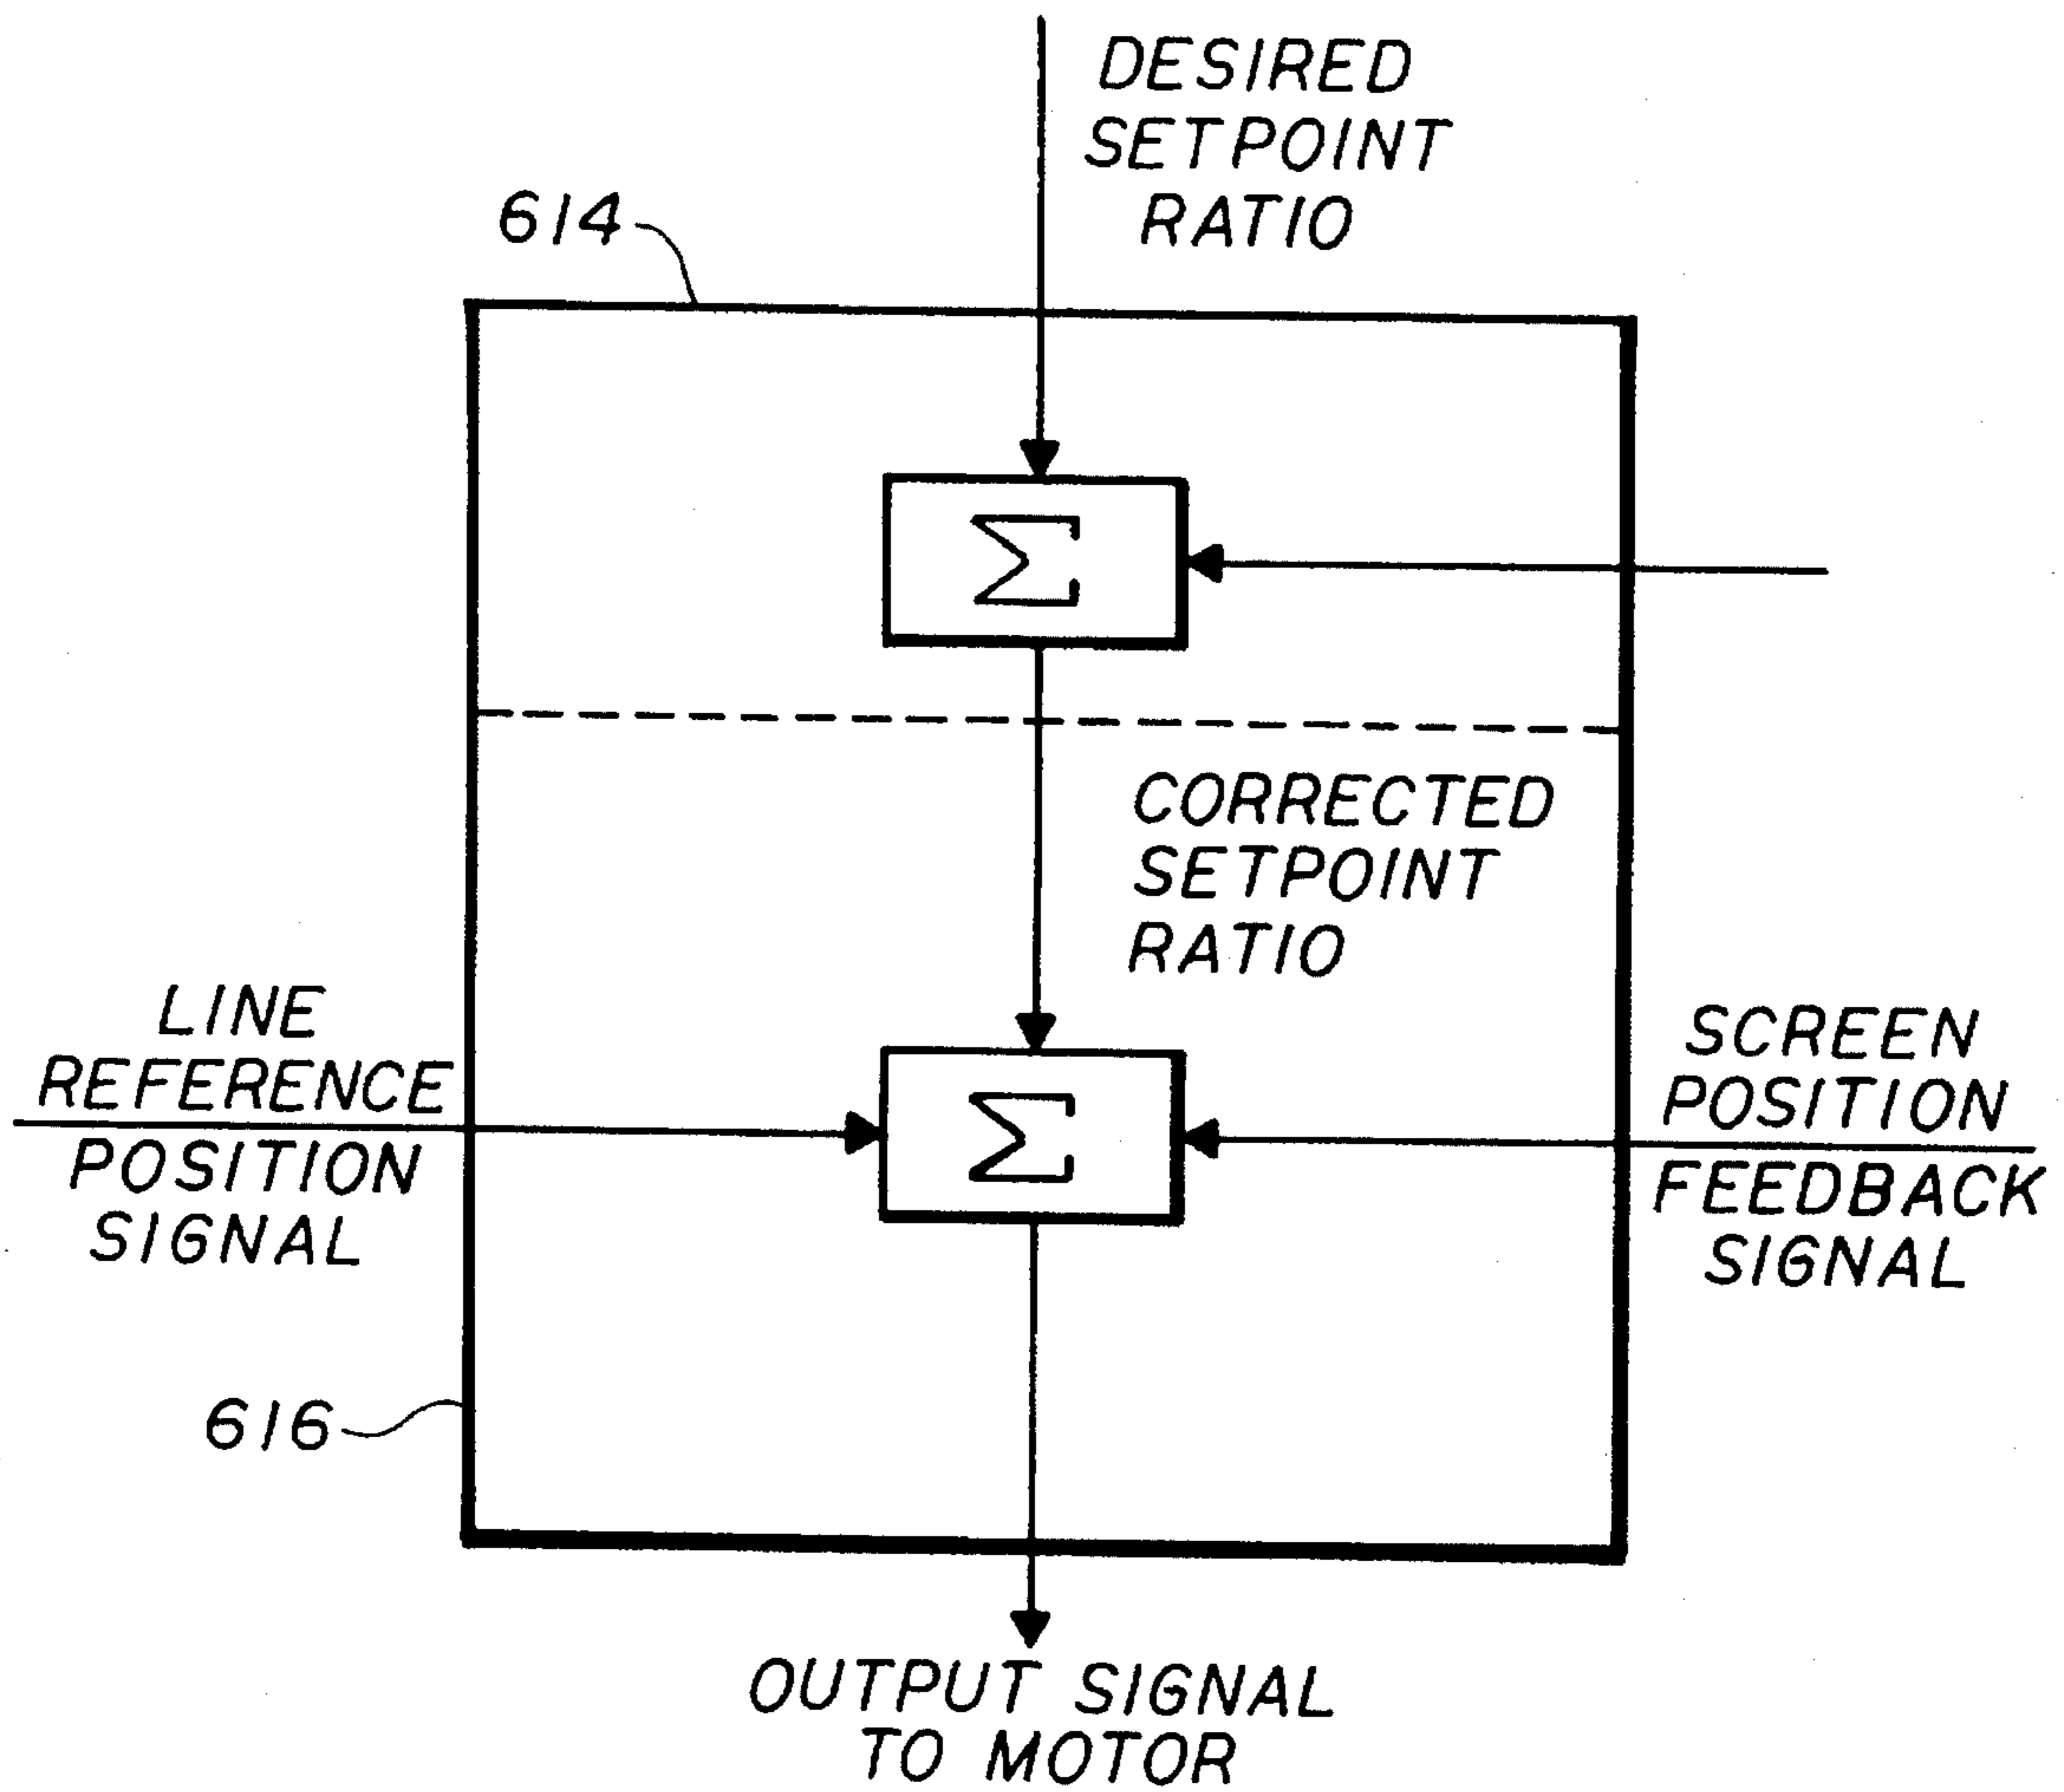 DESIRED
SETPOINT
RATIO
614
Σ
CORRECTED
SETPOINT
RATIO
LINE
REFERENCE
POSITION
SIGNAL
Σ
SCREEN
POSITION
FEEDBACK
SIGNAL
616
OUTPUT SIGNAL
TO MOTOR